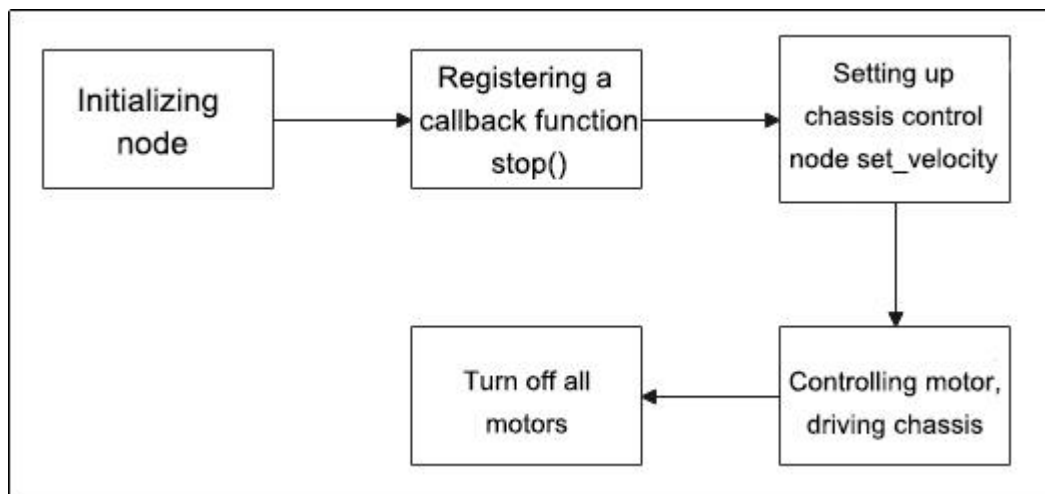 Initializing
node
Registering a
callback function
stop()
Setting up
chassis control
node set_velocity
Controlling motor,
driving chassis
Turn off all
motors